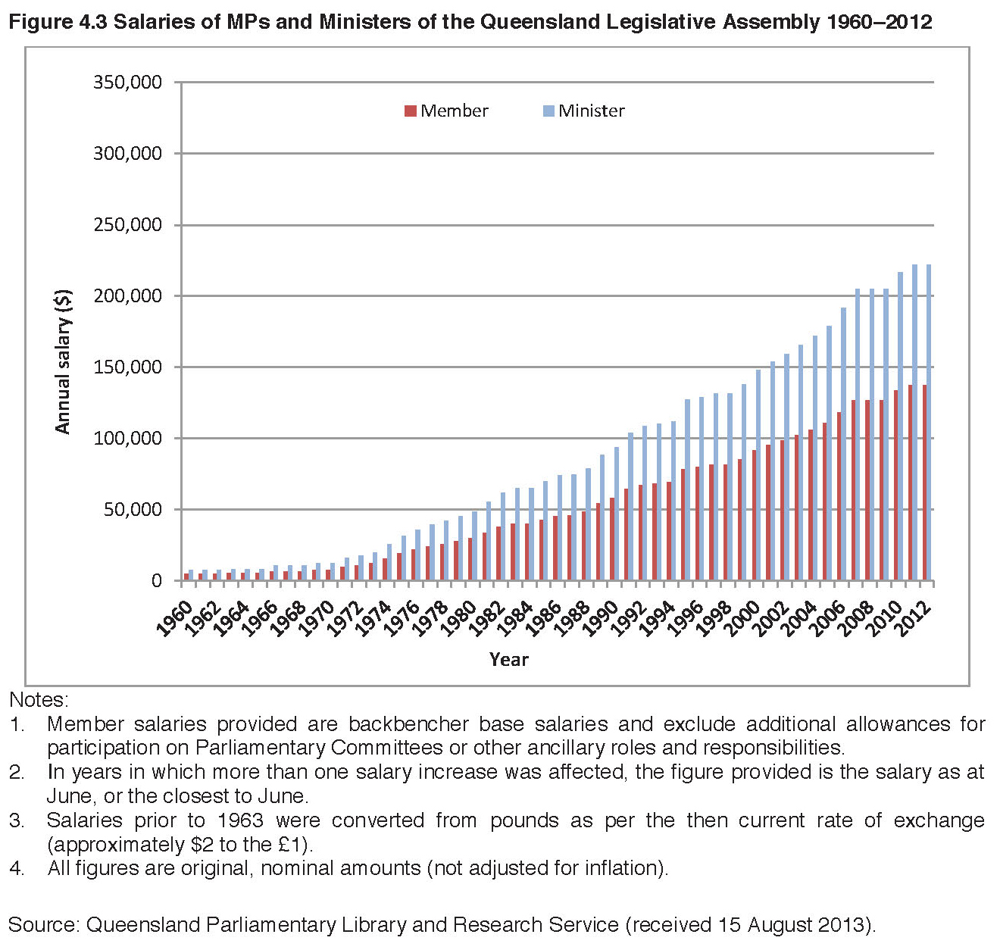 Figure 4.3 Salaries of MPs and Ministers of the Queensland Legislative Assembly 1960–2012
350,000
Member Minister
300,000
250,000
200,000
150,000
100,000
50,000
0
Annual salary ($)
1960 1962 1964 1966 1968 1970 1972 1974 1976 1978 1980 1982 1984 1986 1988 1990 1992 1994 1996 1998 2000 2002 2004 2006 2008 2010 2012
Year
Notes:
1. Member salaries provided are backbencher base salaries and exclude additional allowances for
participation on Parliamentary Committees or other ancillary roles and responsibilities.
2. In years in which more than one salary increase was affected, the figure provided is the salary as at
June, or the closest to June.
3. Salaries prior to 1963 were converted from pounds as per the then current rate of exchange
(approximately $2 to the £1).
4. All figures are original, nominal amounts (not adjusted for inflation).
Source: Queensland Parliamentary Library and Research Service (received 15 August 2013).